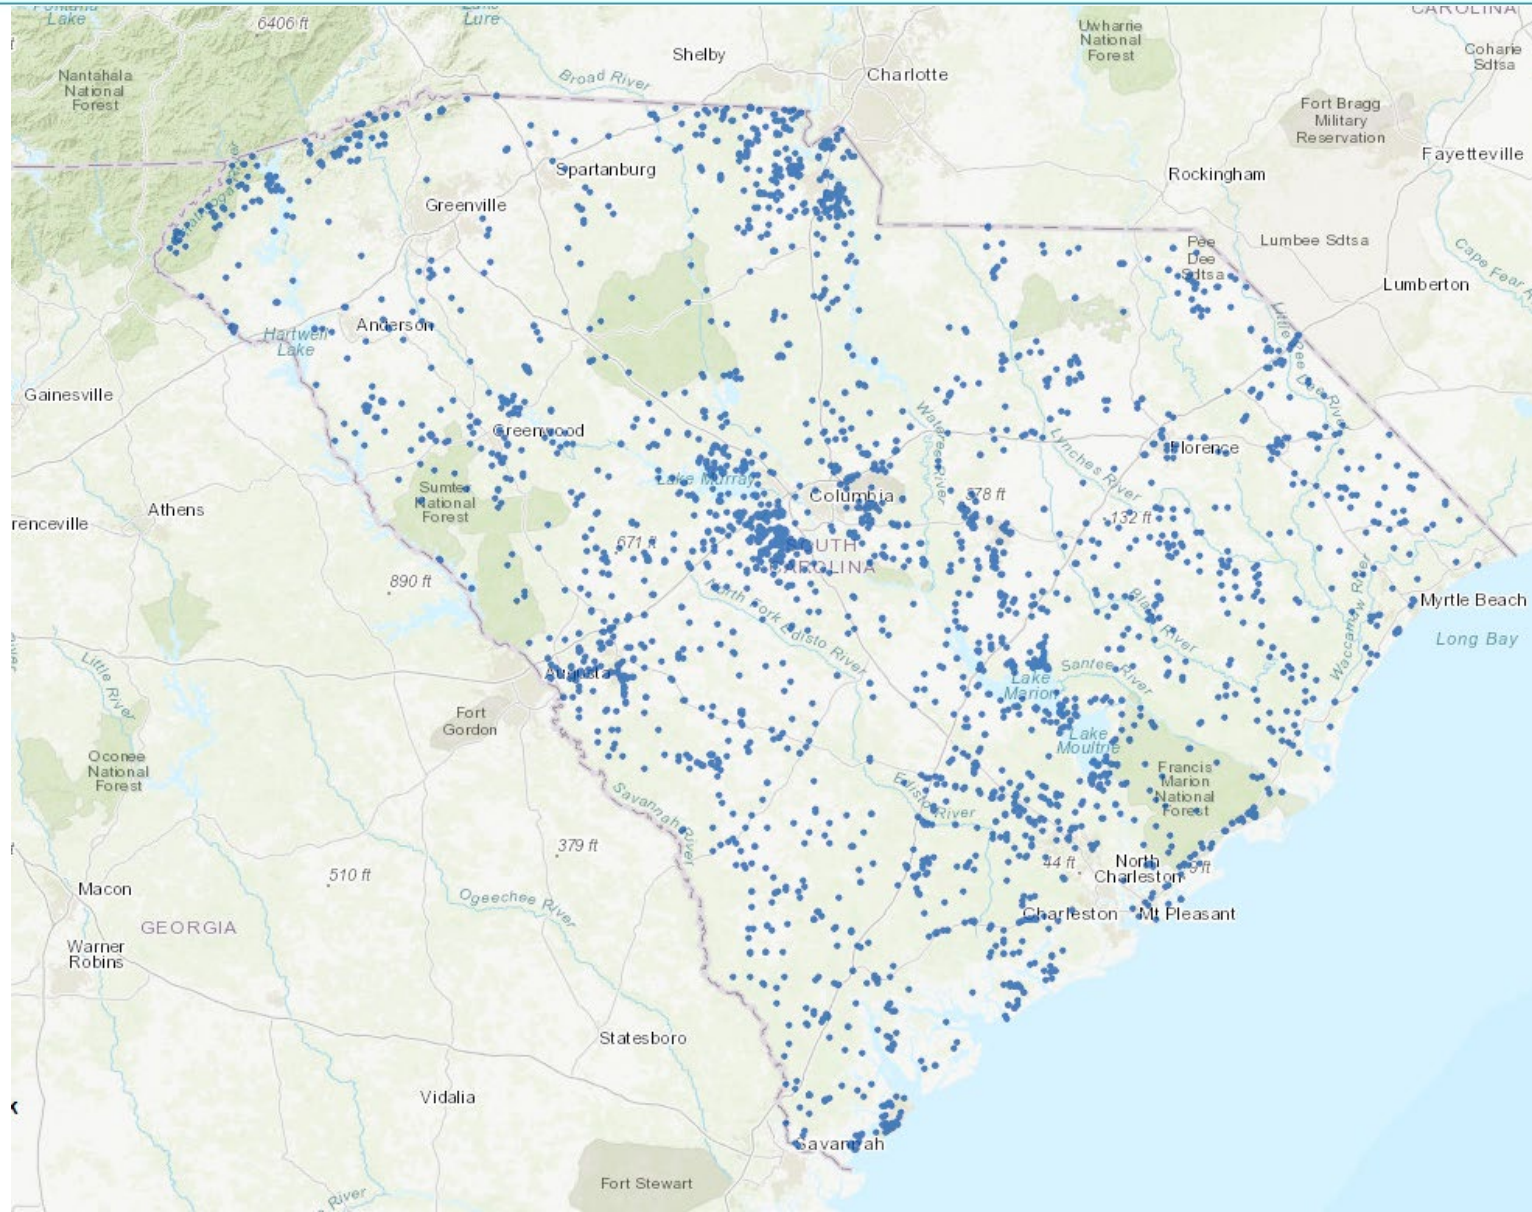 Lake
6406 ft
Lure
CAROLINA
Uwharrie
National
Forest
Shelby
Coharie
Sdtsa
Charlotte
Broad River
Nantahala
National
Forest
Fort Bragg
Military
Reservation
Fayetteville
Spartanburg
Rockingham
Greenville
Pee
Dee
Sdtsa
Lumbee Sdtsa
Cape Fear
Lumberton
Hartwell
Lake
Anderson
Little Pee Dee River
Gainesville
Greenwood
Wateree River
Lynches River
Florence
Sumter
National
Forest
Lake Murray
Columbia
578 ft
Athens
132 ft
renceville
671 ft
SOUTH
CAROLINA
890 ft
North Fork Edisto River
Black River
Waccamaw River
Myrtle Beach
Long Bay
Little River
Augusta
Santee River
Lake
Marion
Fort
Gordon
Lake
Moultrie
Oconee
National
Forest
Francis
Marion
National
Forest
Savannah River
Edisto River
379 ft
510 ft
44 ft
North
Charleston
9 ft
Macon
Ogeechee River
Charleston
Mt Pleasant
GEORGIA
Warner
Robins
Statesboro
Vidalia
Savannah
Fort Stewart
River